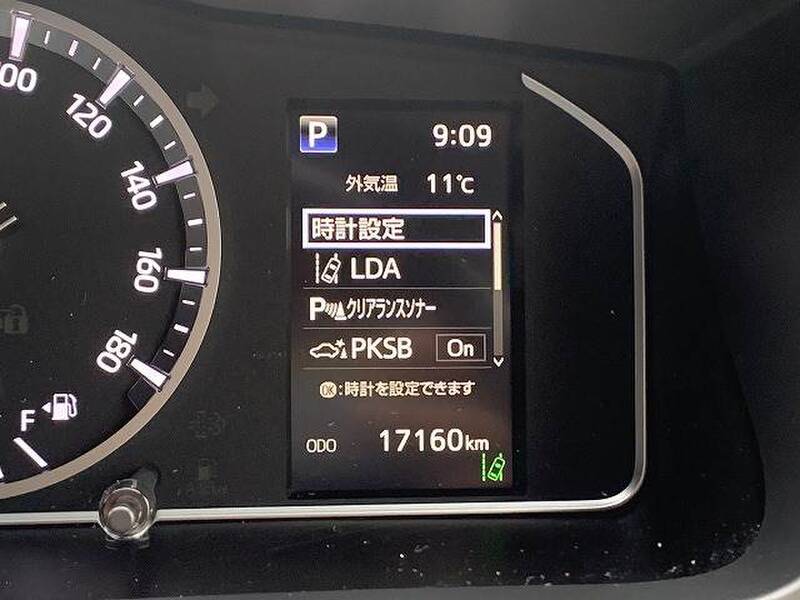 100
120
140
160
180
F
P 9:09
外気温 11℃
時計設定
LDA
Pクリアランスソナー
PKSB On
OK:時計を設定できます
ODO 17160km